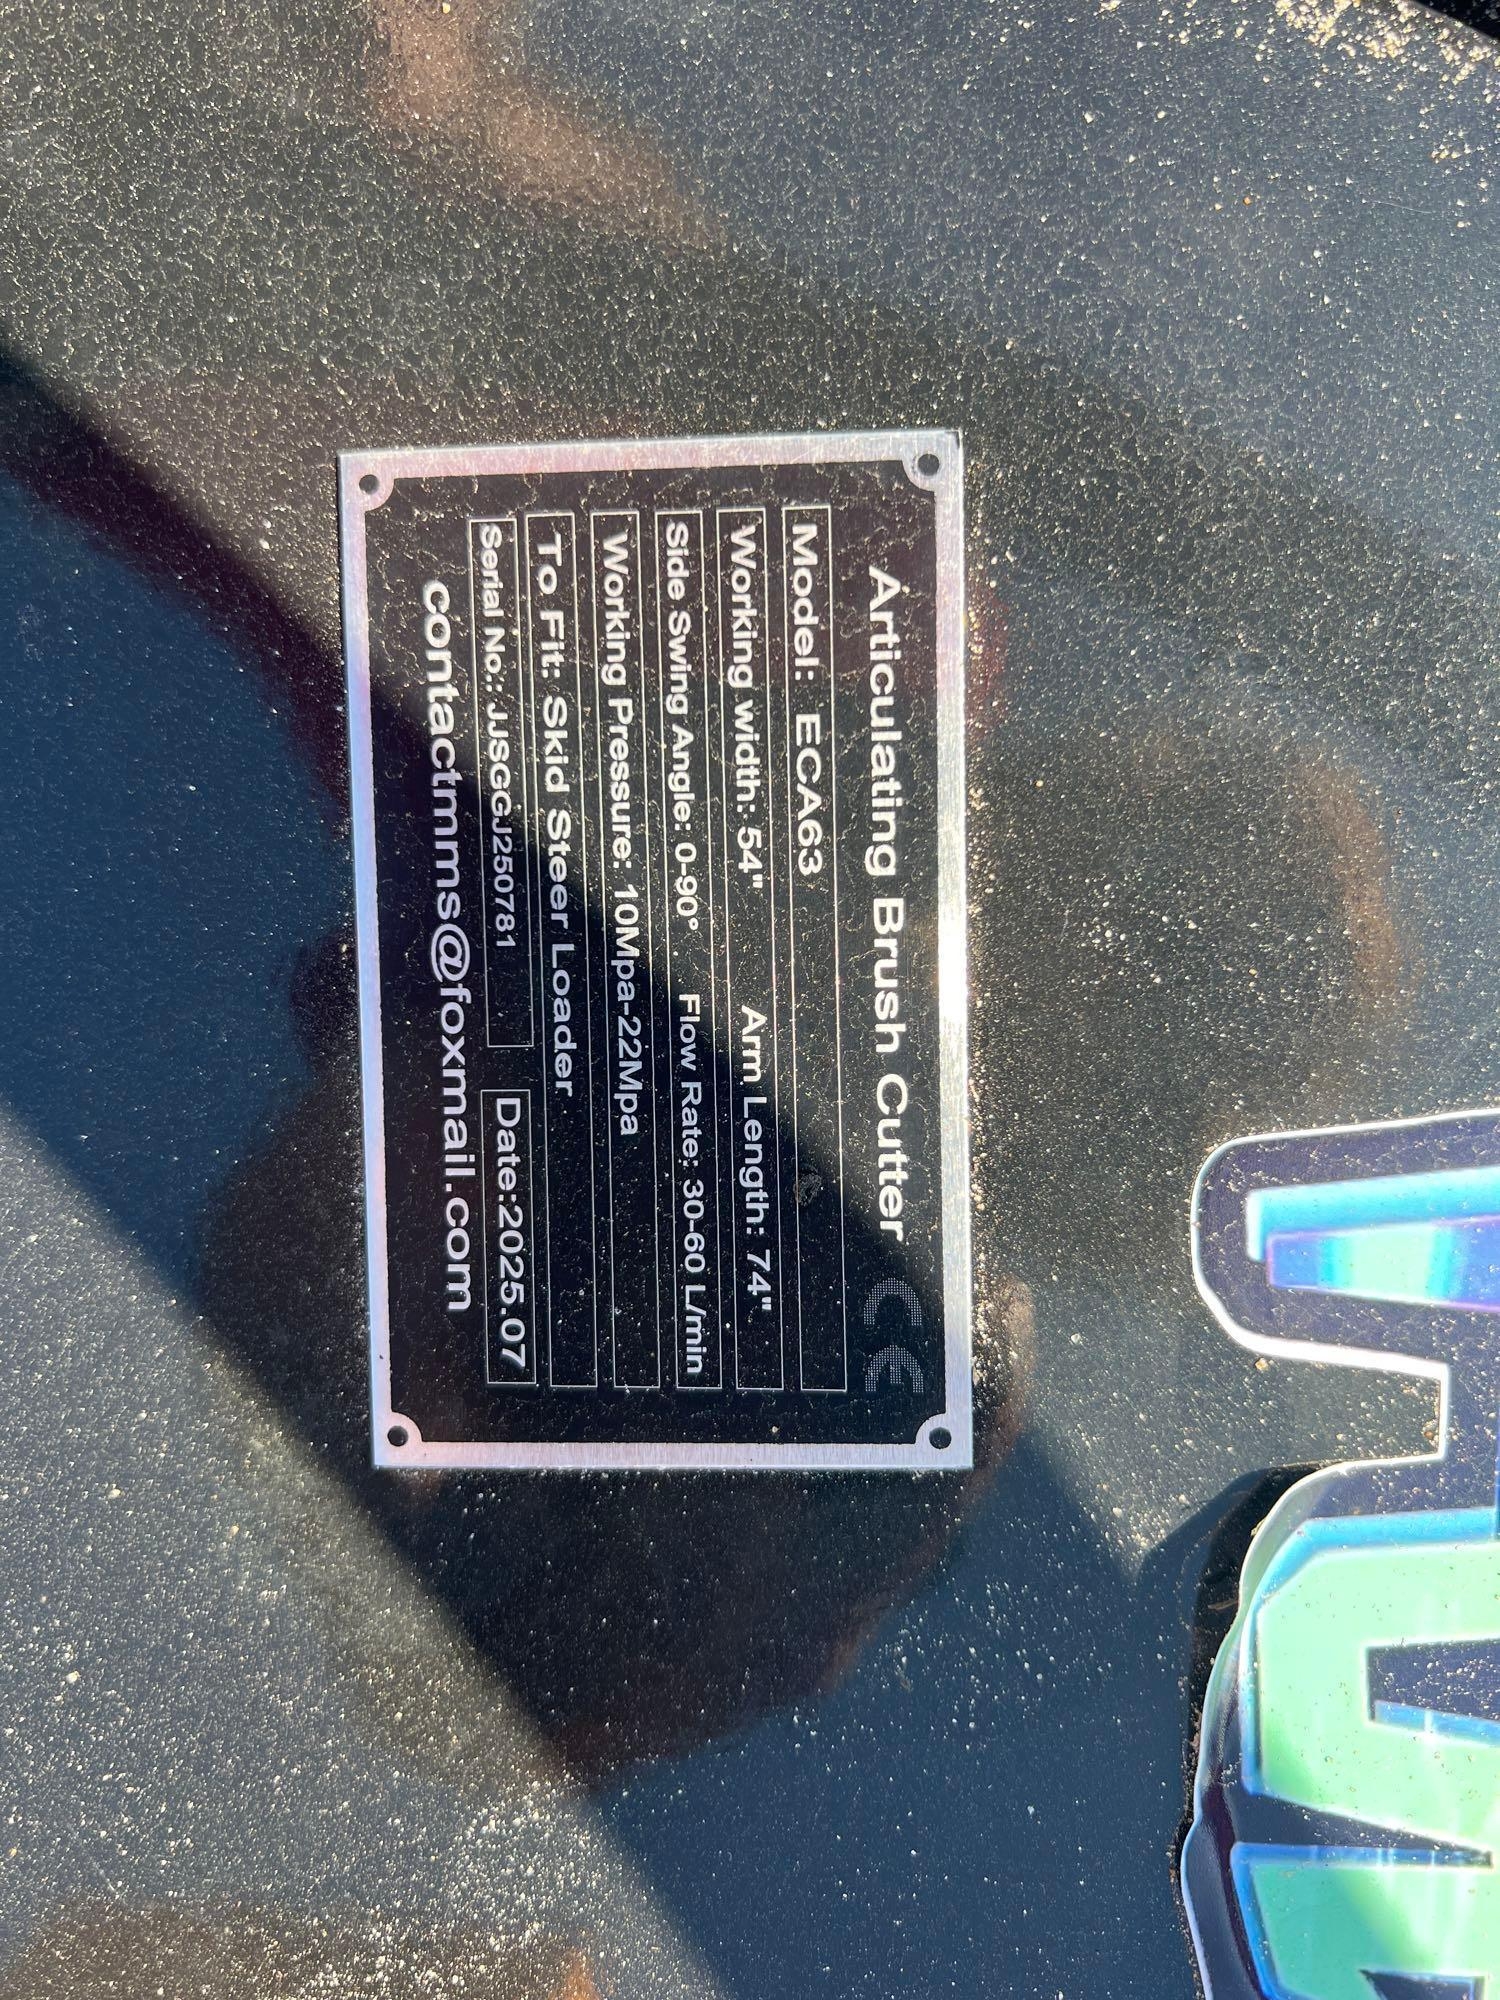 Articulating Brush Cutter CE
Model: ECA63
Working width: 54" Arm Length: 74"
Side Swing Angle: 0-90° Flow Rate: 30-60 L/min
Working Pressure: 10Mpa-22Mpa
To Fit: Skid Steer Loader
Serial No.: JJSGGJ250781 Date:2025.07
contactmms@foxmail.com